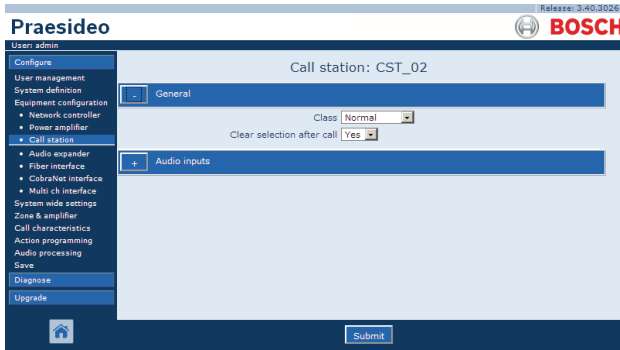 Release: 3.40.3026
Praesideo
BOSCH
User: admin
Configure
User management
System definition
Equipment configuration
• Network controller
• Power amplifier
• Call station
• Audio expander
• Fiber interface
• CobraNet interface
• Multi ch interface
System wide settings
Zone & amplifier
Call characteristics
Action programming
Audio processing
Save
Diagnose
Upgrade
Call station: CST_02
- General
Class Normal
Clear selection after call Yes
+ Audio inputs
Submit